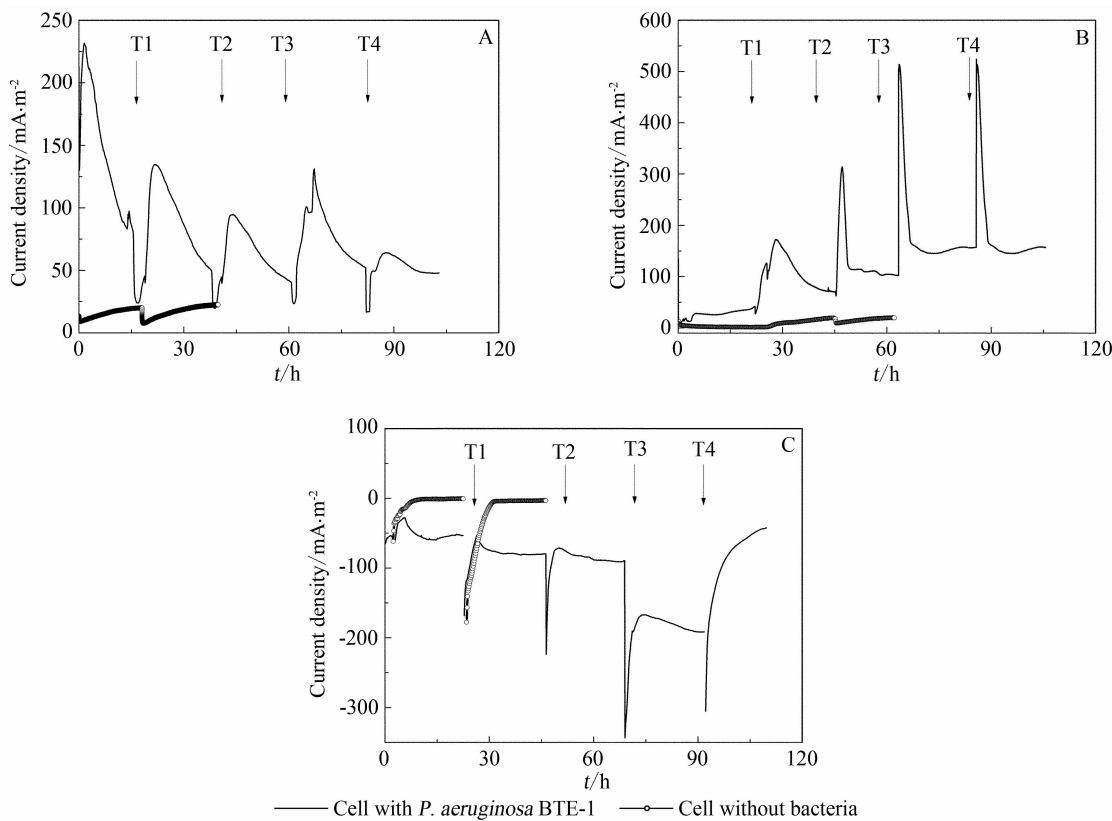 A
T1 T2 T3 T4
250
200
150
100
50
0
Current density/mA·m-2
0 30 60 90 120
t/h
B
T1 T2 T3 T4
600
500
400
300
200
100
0
Current density/mA·m-2
0 30 60 90 120
t/h
C
T1 T2 T3 T4
100
0
-100
-200
-300
Current density/mA·m-2
0 30 60 90 120
t/h
Cell with P. aeruginosa BTE-1 Cell without bacteria